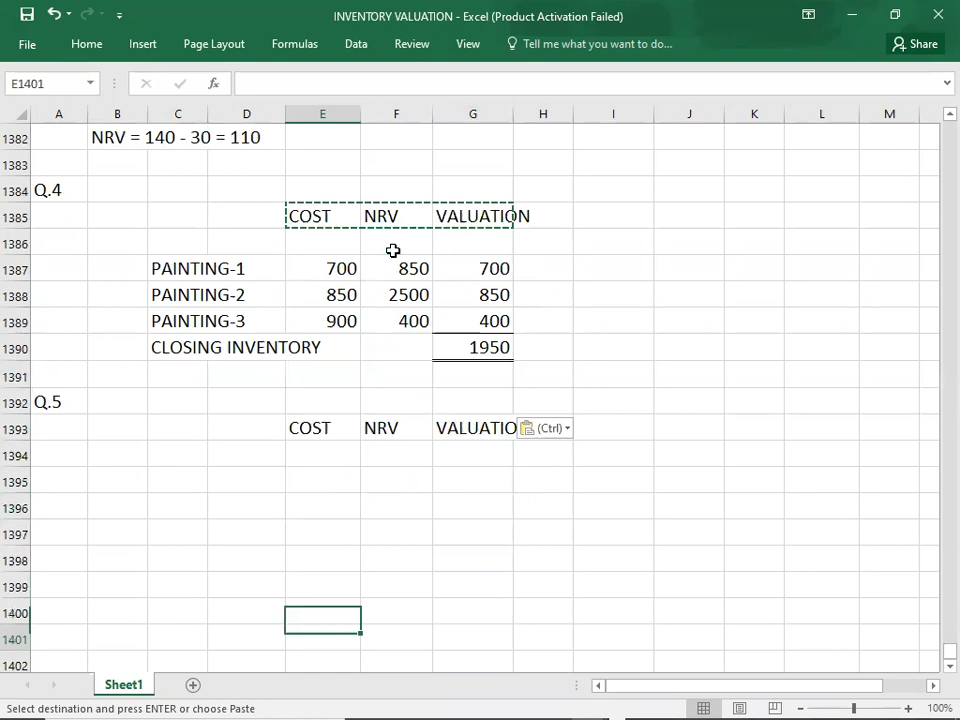 INVENTORY VALUATION - Excel (Product Activation Failed)
File Home Insert Page Layout Formulas Data Review View Tell me what you want to do... Share
E1401 fx
A B C D E F G H I J K L M
1382 NRV = 140 - 30 = 110
1383
1384 Q.4
1385 COST NRV VALUATION
1386
1387 PAINTING-1 700 850 700
1388 PAINTING-2 850 2500 850
1389 PAINTING-3 900 400 400
1390 CLOSING INVENTORY 1950
1391
1392 Q.5
1393 COST NRV VALUATIO (Ctrl)
1394
1395
1396
1397
1398
1399
1400
1401
1402
Sheet1
Select destination and press ENTER or choose Paste 100%